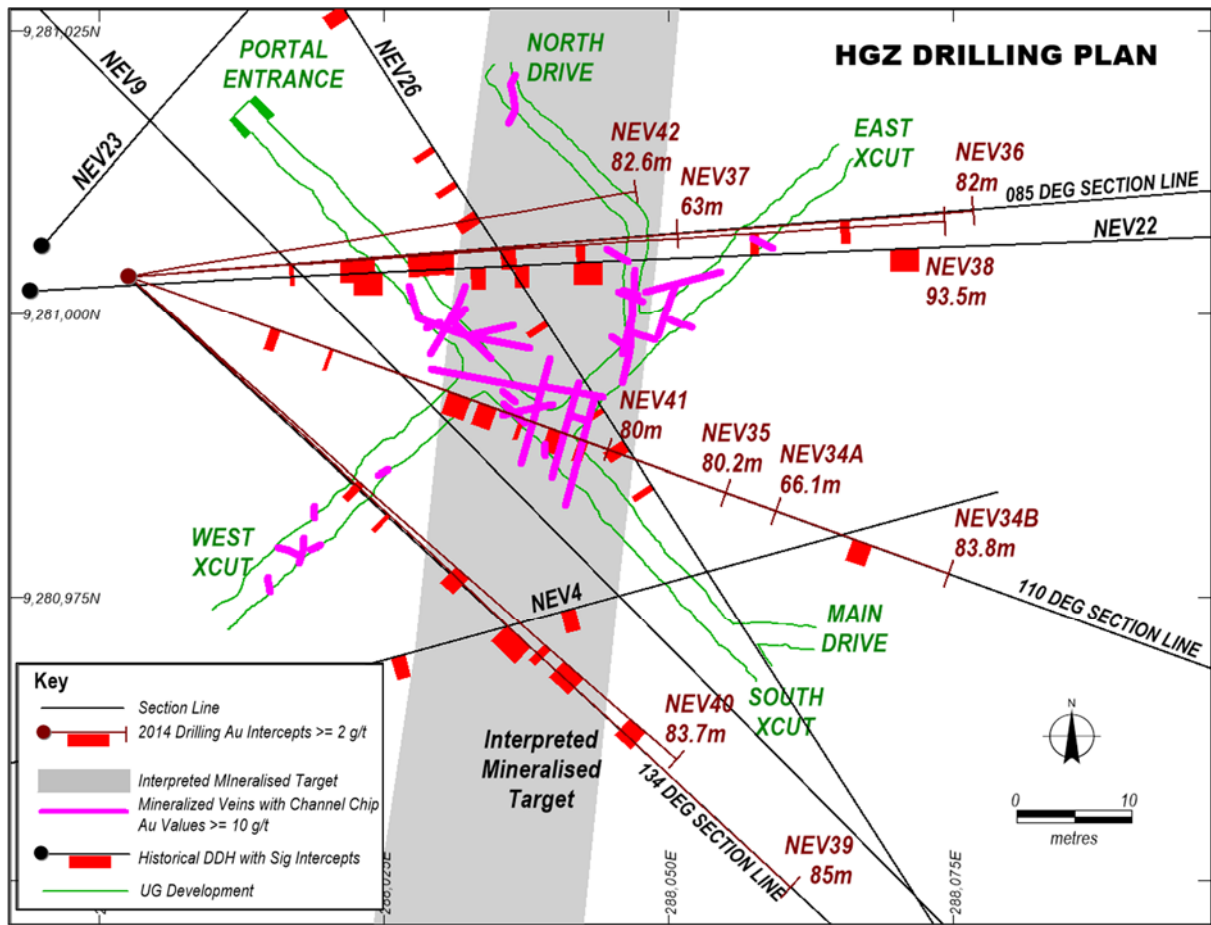 HGZ DRILLING PLAN
9,281,025N
PORTAL
ENTRANCE
NORTH
DRIVE
NEV9
NEV26
NEV23
NEV42
82.6m
EAST
XCUT
NEV37
63m
NEV36
82m
085 DEG SECTION LINE
NEV22
NEV38
93.5m
9,281,000N
NEV41
80m
NEV35
80.2m
NEV34A
66.1m
NEV34B
83.8m
110 DEG SECTION LINE
WEST
XCUT
9,280,975N
NEV4
MAIN
DRIVE
SOUTH
XCUT
NEV40
83.7m
Interpreted
Mineralised
Target
134 DEG SECTION LINE
NEV39
85m
N
0 10
metres
288,025E
288,050E
288,075E
Key
Section Line
2014 Drilling Au Intercepts >= 2 g/t
Interpreted MIneralised Target
Mineralized Veins with Channel Chip
Au Values >= 10 g/t
Historical DDH with Sig Intercepts
UG Development